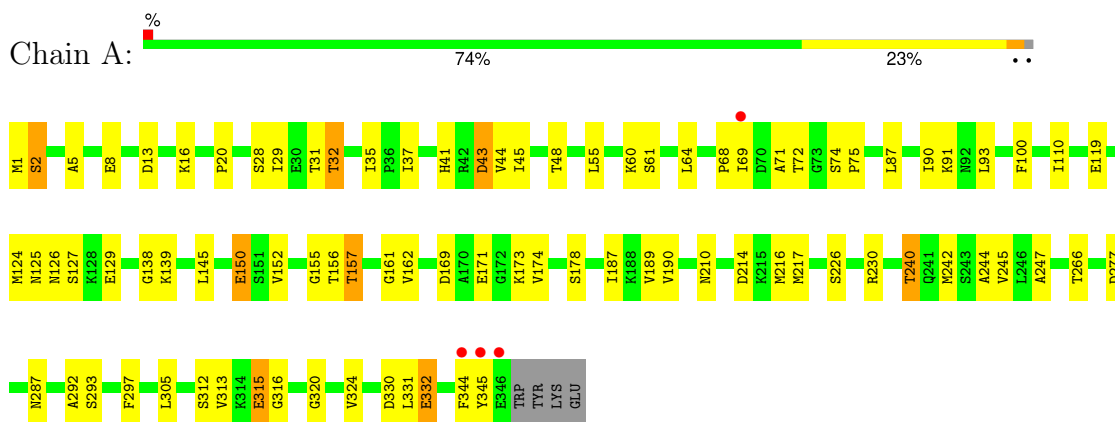 %
Chain A:
74% 23% • •
M1 S2 A5 E8 D13 K16 P20 S28 I29 E30 T31 T32 I35 P36 I37 H41 R42 D43 V44 I45 T48 L55 K60 S61 L64 P68 I69 D70 A71 T72 G73 S74 P75 L87 I90 K91 N92 L93 F100 I110 E119
M124 N125 N126 S127 K128 E129 G138 K139 L145 E150 S151 V152 G155 T156 T157 G161 V162 D169 A170 E171 G172 K173 V174 S178 I187 K188 V189 V190 N210 D214 K215 M216 M217 S226 R230 T240 Q241 M242 S243 A244 V245 L246 A247 T266
N287 A292 S293 F297 L305 S312 V313 K314 E315 G316 G320 V324 D330 L331 E332 F344 Y345 E346 TRP TYR LYS GLU